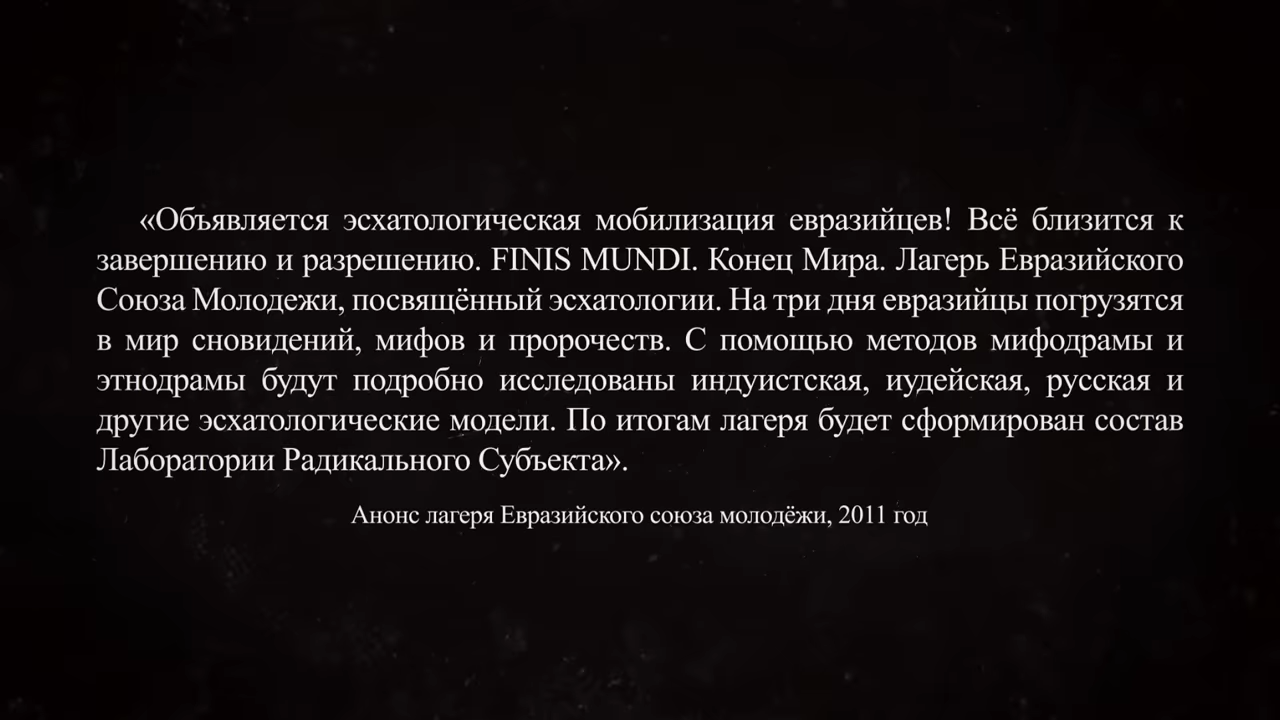 «Объявляется эсхатологическая мобилизация евразийцев! Всё близится к
завершению и разрешению. FINIS MUNDI. Конец Мира. Лагерь Евразийского
Союза Молодежи, посвящённый эсхатологии. На три дня евразийцы погрузятся
в мир сновидений, мифов и пророчеств. С помощью методов мифодрамы и
этнодрамы будут подробно исследованы индуистская, иудейская, русская и
другие эсхатологические модели. По итогам лагеря будет сформирован состав
Лаборатории Радикального Субъекта».
Анонс лагеря Евразийского союза молодёжи, 2011 год